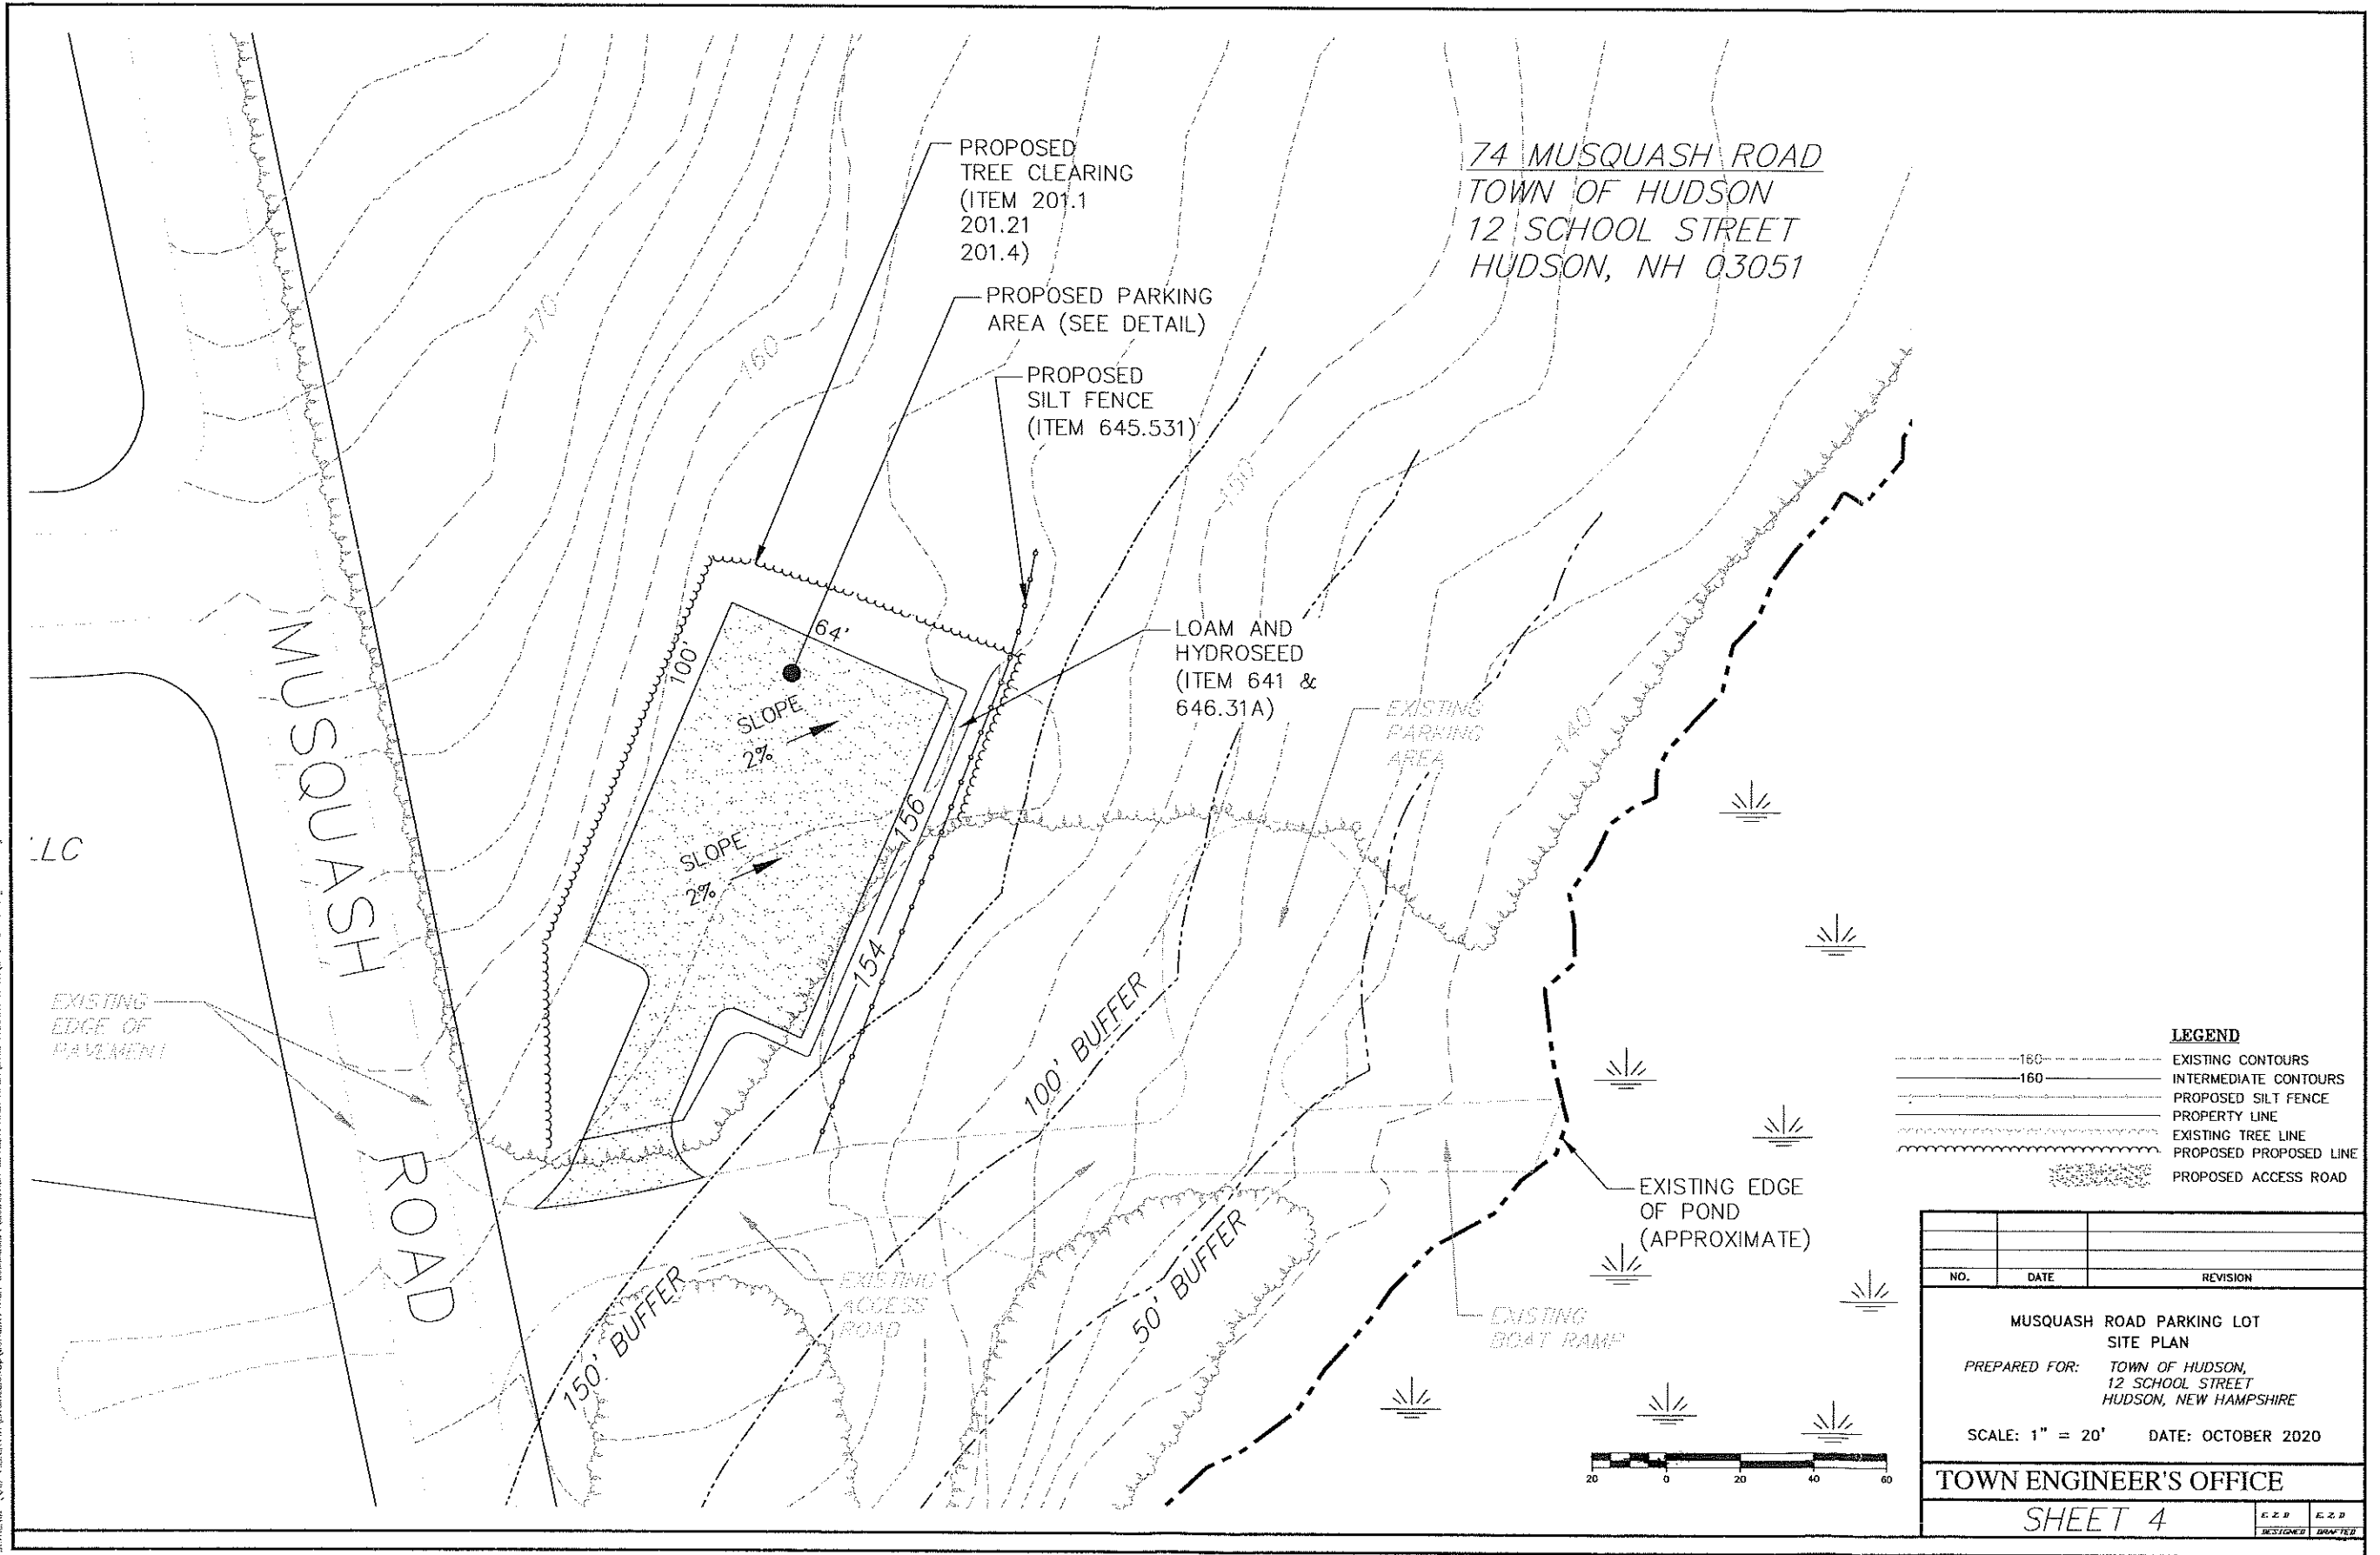 PROPOSED
TREE CLEARING
(ITEM 201.1
201.21
201.4)
PROPOSED PARKING
AREA (SEE DETAIL)
PROPOSED
SILT FENCE
(ITEM 645.531)
74 MUSQUASH ROAD
TOWN OF HUDSON
12 SCHOOL STREET
HUDSON, NH 03051
170
160
150
140
64'
100'
SLOPE
2%
SLOPE
2%
156
154
LOAM AND
HYDROSEED
(ITEM 641 &
646.31A)
EXISTING
PARKING
AREA
MUSQUASH
ROAD
LLC
EXISTING
EDGE OF
PAVEMENT
100' BUFFER
150' BUFFER
50' BUFFER
EXISTING
ACCESS
ROAD
EXISTING EDGE
OF POND
(APPROXIMATE)
EXISTING
BOAT RAMP
20 0 20 40 60
LEGEND
160 EXISTING CONTOURS
160 INTERMEDIATE CONTOURS
PROPOSED SILT FENCE
PROPERTY LINE
EXISTING TREE LINE
PROPOSED PROPOSED LINE
PROPOSED ACCESS ROAD
NO. DATE REVISION
MUSQUASH ROAD PARKING LOT
SITE PLAN
PREPARED FOR: TOWN OF HUDSON,
12 SCHOOL STREET
HUDSON, NEW HAMPSHIRE
SCALE: 1" = 20' DATE: OCTOBER 2020
TOWN ENGINEER'S OFFICE
SHEET 4
E.Z.D E.Z.D
DESIGNED DRAFTED